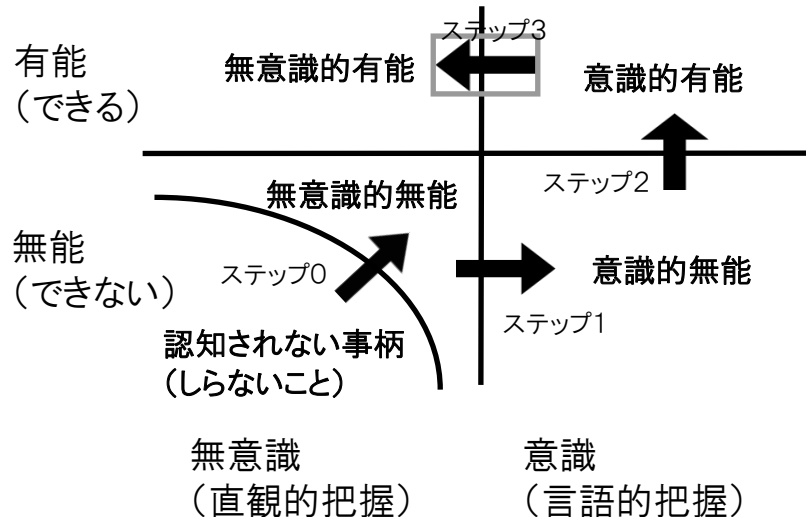 ステップ3
有能
（できる）
無意識的有能
意識的有能
ステップ2
無意識的無能
無能
（できない）
ステップ0
意識的無能
ステップ1
認知されない事柄
（しらないこと）
無意識
（直観的把握）
意識
（言語的把握）